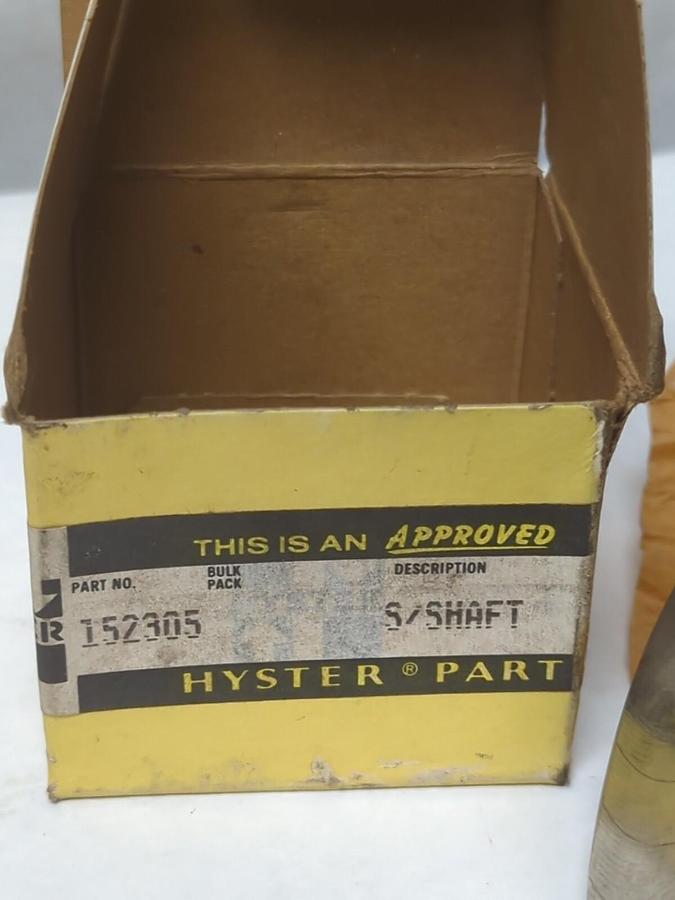 THIS IS AN APPROVED
PART NO. BULK PACK DESCRIPTION
152305 S/SHAFT
HYSTER ® PART